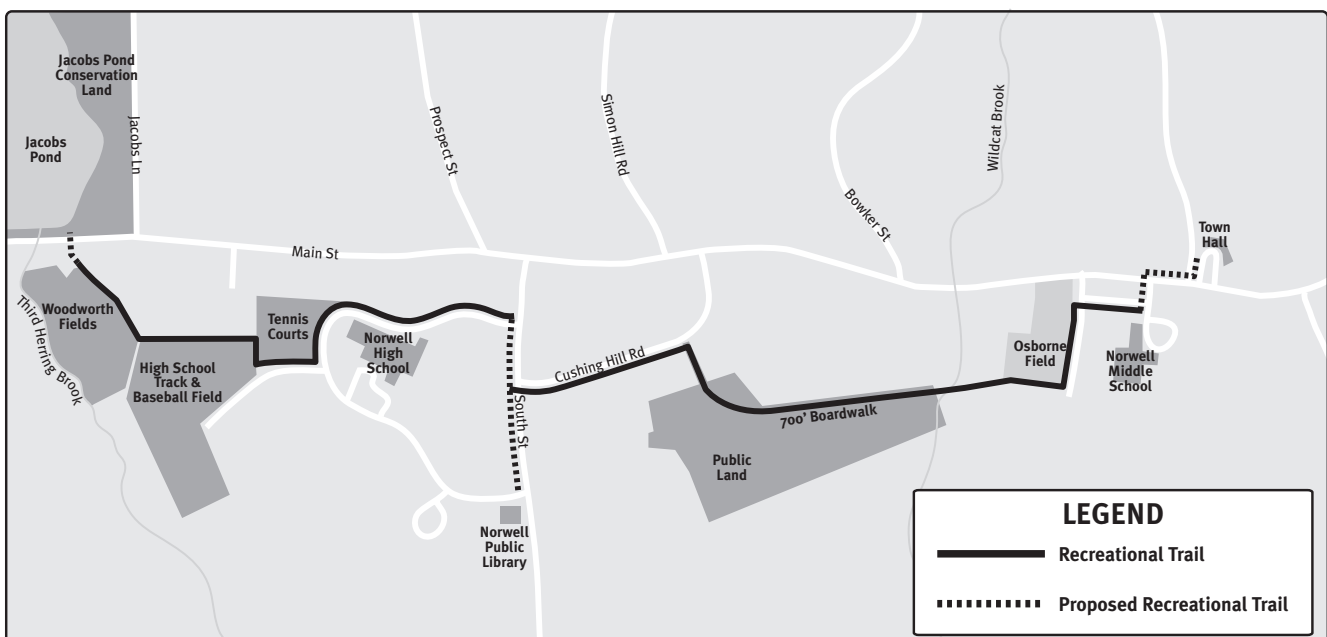 Jacobs Pond
Conservation
Land
Jacobs
Pond
Jacobs Ln
Prospect St
Simon Hill Rd
Bowker St
Wildcat Brook
Town
Hall
Main St
Woodworth
Fields
Third Herring Brook
Tennis
Courts
High School
Track &
Baseball Field
Norwell
High
School
Cushing Hill Rd
South St
700' Boardwalk
Osborne
Field
Norwell
Middle
School
Public
Land
Norwell
Public
Library
LEGEND
Recreational Trail
Proposed Recreational Trail